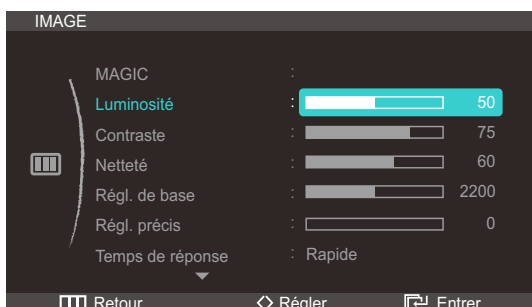 IMAGE
MAGIC :
Luminosité : 50
Contraste : 75
Netteté : 60
Régl. de base : 2200
Régl. précis : 0
Temps de réponse : Rapide
Retour Régler Entrer